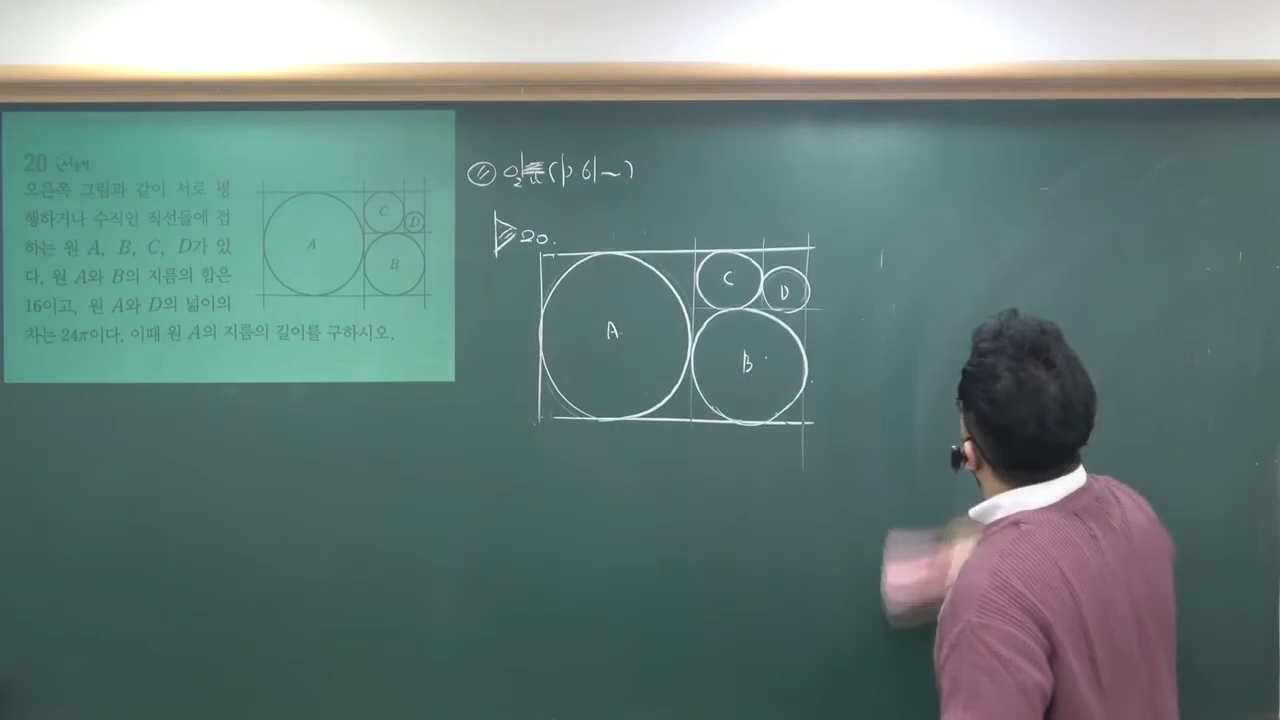 20 서술형
오른쪽 그림과 같이 서로 평
행하거나 수직인 직선들에 접
하는 원 A, B, C, D가 있
다. 원 A와 B의 지름의 합은
16이고, 원 A와 D의 넓이의
차는 24π이다. 이때 원 A의 지름의 길이를 구하시오.
A
C
D
B
(p.61~)
20.
A
C
D
B